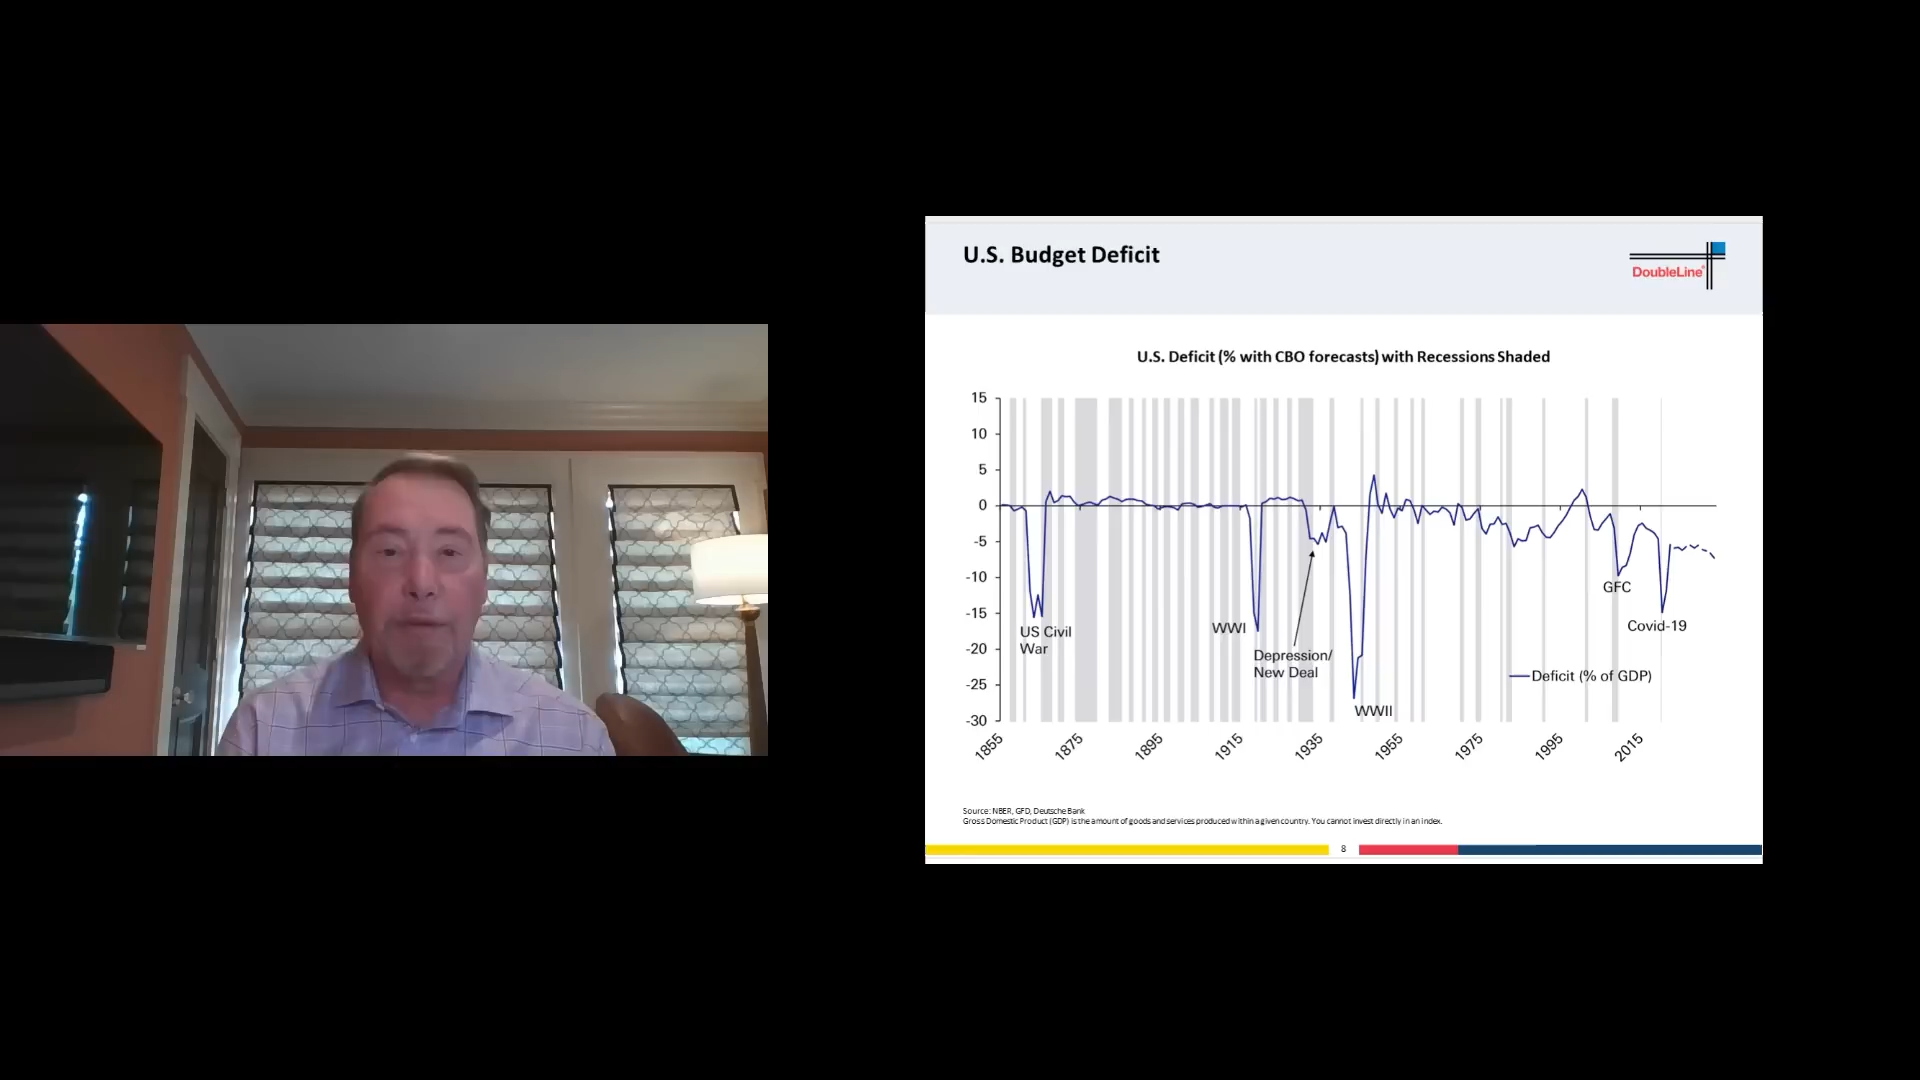 U.S. Budget Deficit
DoubleLine®
U.S. Deficit (% with CBO forecasts) with Recessions Shaded
15
10
5
0
-5
-10
-15
-20
-25
-30
US Civil
War
WWI
Depression/
New Deal
WWII
GFC
Covid-19
Deficit (% of GDP)
1855
1875
1895
1915
1935
1955
1975
1995
2015
Source: NBER, GFD, Deutsche Bank
Gross Domestic Product (GDP) is the amount of goods and services produced within a given country. You cannot invest directly in an index.
8